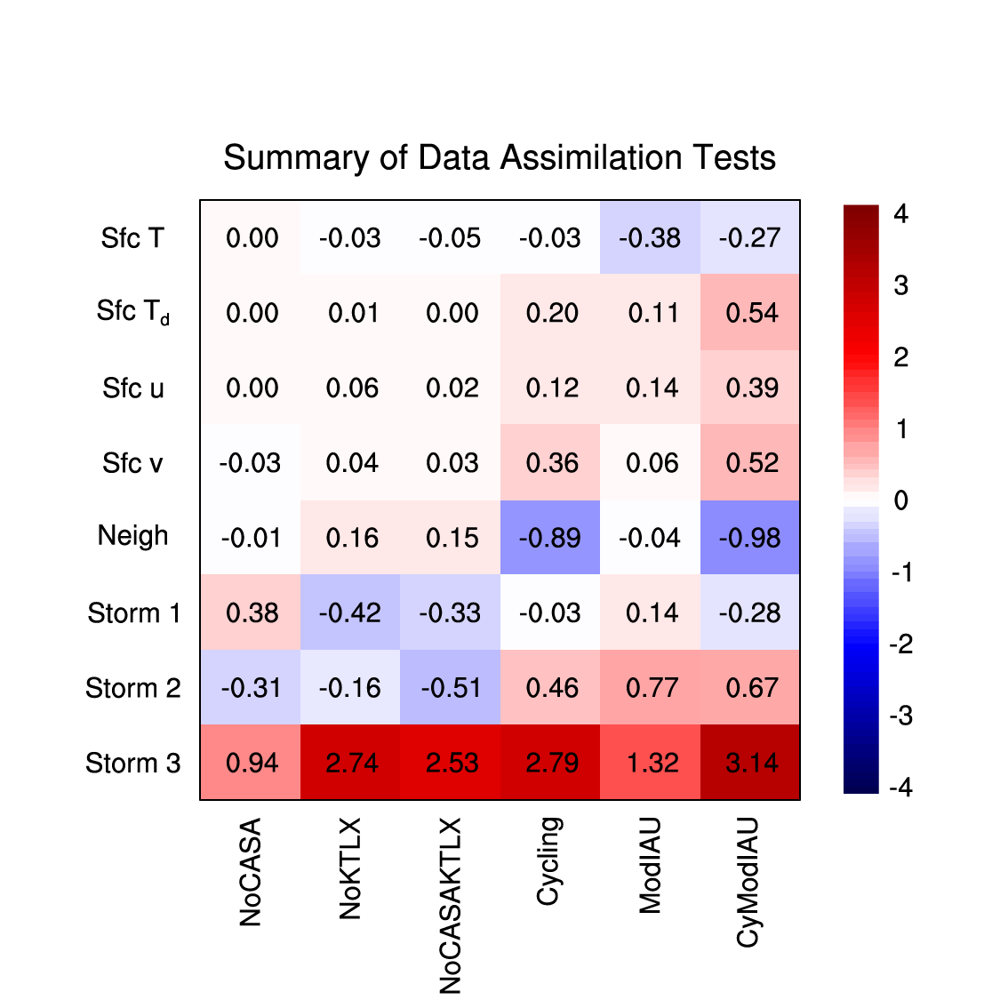 Summary of Data Assimilation Tests
Sfc T 0.00 -0.03 -0.05 -0.03 -0.38 -0.27
Sfc Td 0.00 0.01 0.00 0.20 0.11 0.54
Sfc u 0.00 0.06 0.02 0.12 0.14 0.39
Sfc v -0.03 0.04 0.03 0.36 0.06 0.52
Neigh -0.01 0.16 0.15 -0.89 -0.04 -0.98
Storm 1 0.38 -0.42 -0.33 -0.03 0.14 -0.28
Storm 2 -0.31 -0.16 -0.51 0.46 0.77 0.67
Storm 3 0.94 2.74 2.53 2.79 1.32 3.14
NoCASA
NoKTLX
NoCASAKTLX
Cycling
ModIAU
CyModIAU
4
3
2
1
0
-1
-2
-3
-4